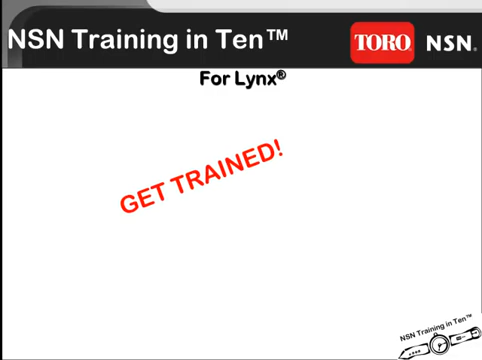 NSN Training in Ten™
TORO NSN®
For Lynx®
GET TRAINED!
NSN Training in Ten™